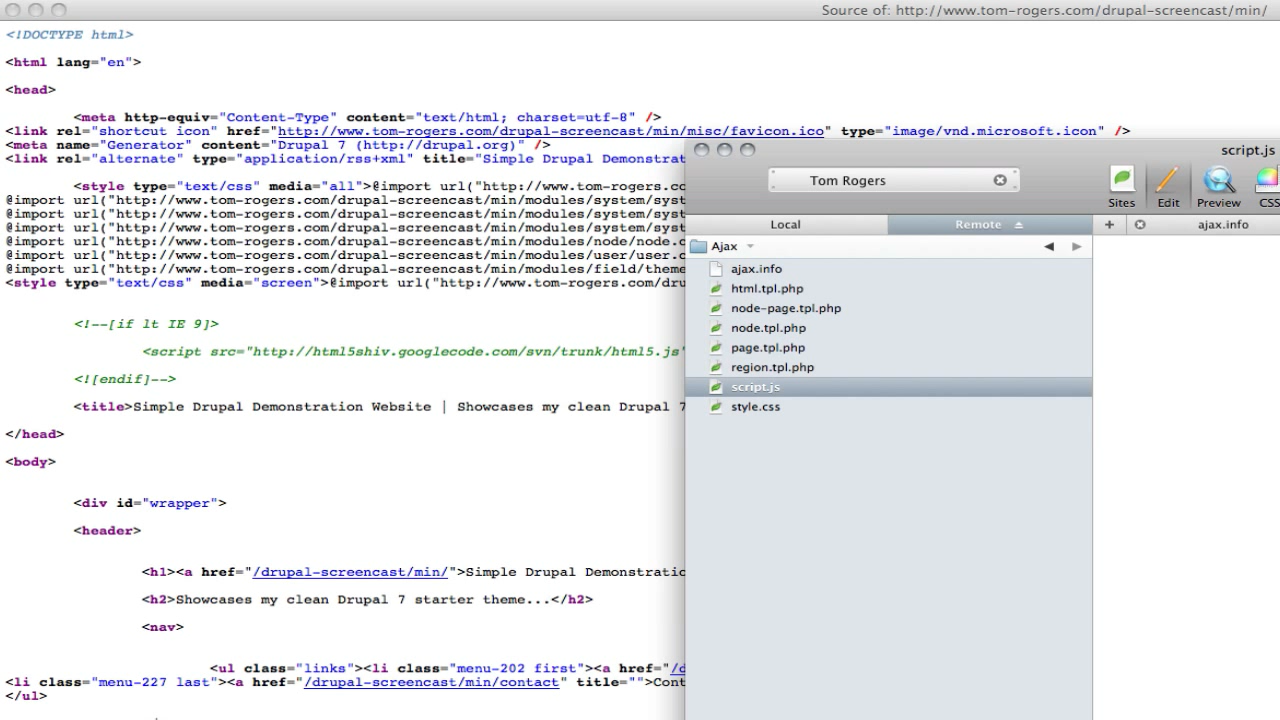 Source of: http://www.tom-rogers.com/drupal-screencast/min/
<!DOCTYPE html>
<html lang="en">
<head>
<meta http-equiv="Content-Type" content="text/html; charset=utf-8" />
<link rel="shortcut icon" href="http://www.tom-rogers.com/drupal-screencast/min/misc/favicon.ico" type="image/vnd.microsoft.icon" />
<meta name="Generator" content="Drupal 7 (http://drupal.org)" />
<link rel="alternate" type="application/rss+xml" title="Simple Drupal Demonstrat
<style type="text/css" media="all">@import url("http://www.tom-rogers.co
@import url("http://www.tom-rogers.com/drupal-screencast/min/modules/system/syst
@import url("http://www.tom-rogers.com/drupal-screencast/min/modules/system/syst
@import url("http://www.tom-rogers.com/drupal-screencast/min/modules/system/syst
@import url("http://www.tom-rogers.com/drupal-screencast/min/modules/node/node.c
@import url("http://www.tom-rogers.com/drupal-screencast/min/modules/user/user.c
@import url("http://www.tom-rogers.com/drupal-screencast/min/modules/field/theme
<style type="text/css" media="screen">@import url("http://www.tom-rogers.com/dru
<!--[if lt IE 9]>
<script src="http://html5shiv.googlecode.com/svn/trunk/html5.js"
<![endif]-->
<title>Simple Drupal Demonstration Website | Showcases my clean Drupal 7
</head>
<body>
<div id="wrapper">
<header>
<h1><a href="/drupal-screencast/min/">Simple Drupal Demonstratio
<h2>Showcases my clean Drupal 7 starter theme...</h2>
<nav>
<ul class="links"><li class="menu-202 first"><a href="/d
<li class="menu-227 last"><a href="/drupal-screencast/min/contact" title="">Cont
</ul>
script.js
Tom Rogers
Sites Edit Preview CSS
Local Remote ajax.info
Ajax
ajax.info
html.tpl.php
node-page.tpl.php
node.tpl.php
page.tpl.php
region.tpl.php
script.js
style.css